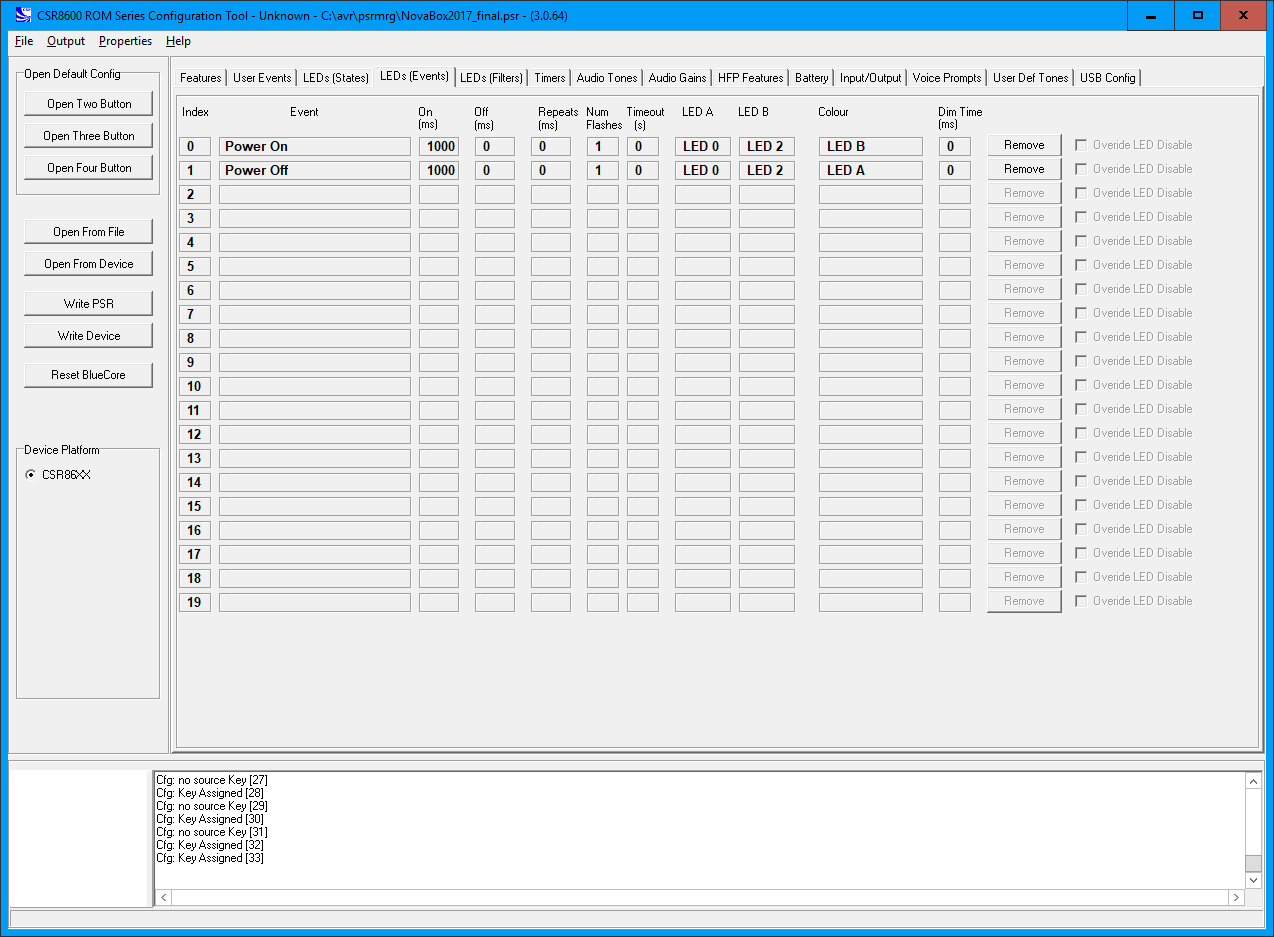 CSR8600 ROM Series Configuration Tool - Unknown - C:\avr\psrmrg\NovaBox2017_final.psr - (3.0.64)
File Output Properties Help
Open Default Config
Open Two Button
Open Three Button
Open Four Button
Open From File
Open From Device
Write PSR
Write Device
Reset BlueCore
Device Platform
CSR86XX
Features User Events LEDs (States) LEDs (Events) LEDs (Filters) Timers Audio Tones Audio Gains HFP Features Battery Input/Output Voice Prompts User Def Tones USB Config
Index Event On (ms) Off (ms) Repeats (ms) Num Flashes Timeout (s) LED A LED B Colour Dim Time (ms)
0 Power On 1000 0 0 1 0 LED 0 LED 2 LED B 0 Remove Overide LED Disable
1 Power Off 1000 0 0 1 0 LED 0 LED 2 LED A 0 Remove Overide LED Disable
2 Remove Overide LED Disable
3 Remove Overide LED Disable
4 Remove Overide LED Disable
5 Remove Overide LED Disable
6 Remove Overide LED Disable
7 Remove Overide LED Disable
8 Remove Overide LED Disable
9 Remove Overide LED Disable
10 Remove Overide LED Disable
11 Remove Overide LED Disable
12 Remove Overide LED Disable
13 Remove Overide LED Disable
14 Remove Overide LED Disable
15 Remove Overide LED Disable
16 Remove Overide LED Disable
17 Remove Overide LED Disable
18 Remove Overide LED Disable
19 Remove Overide LED Disable
Cfg: no source Key [27]
Cfg: Key Assigned [28]
Cfg: no source Key [29]
Cfg: Key Assigned [30]
Cfg: no source Key [31]
Cfg: Key Assigned [32]
Cfg: Key Assigned [33]